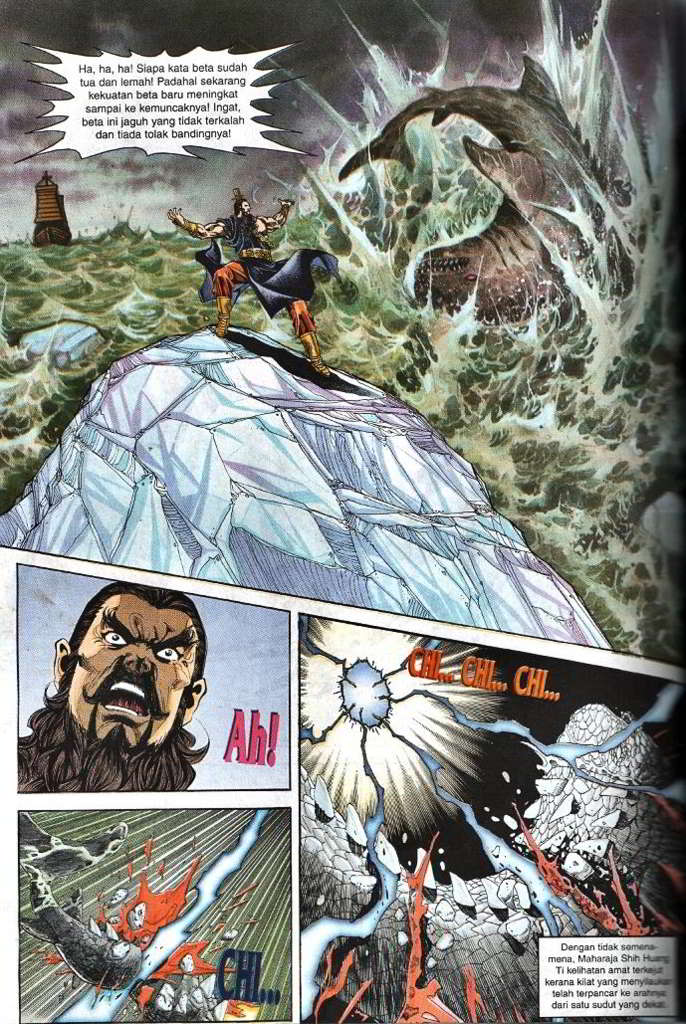 Ha, ha, ha! Siapa kata beta sudah
tua dan lemah! Padahal sekarang
kekuatan beta baru meningkat
sampai ke kemuncaknya! Ingat,
beta ini jaguh yang tidak terkalah
dan tiada tolak bandingnya!
Ah!
CHI... CHI... CHI...
CHI...
Dengan tidak semena-
mena, Maharaja Shih Huang
Ti kelihatan amat terkejut
kerana kilat yang menyilaukan
telah terpancar ke arahnya
dari satu sudut yang dekat.